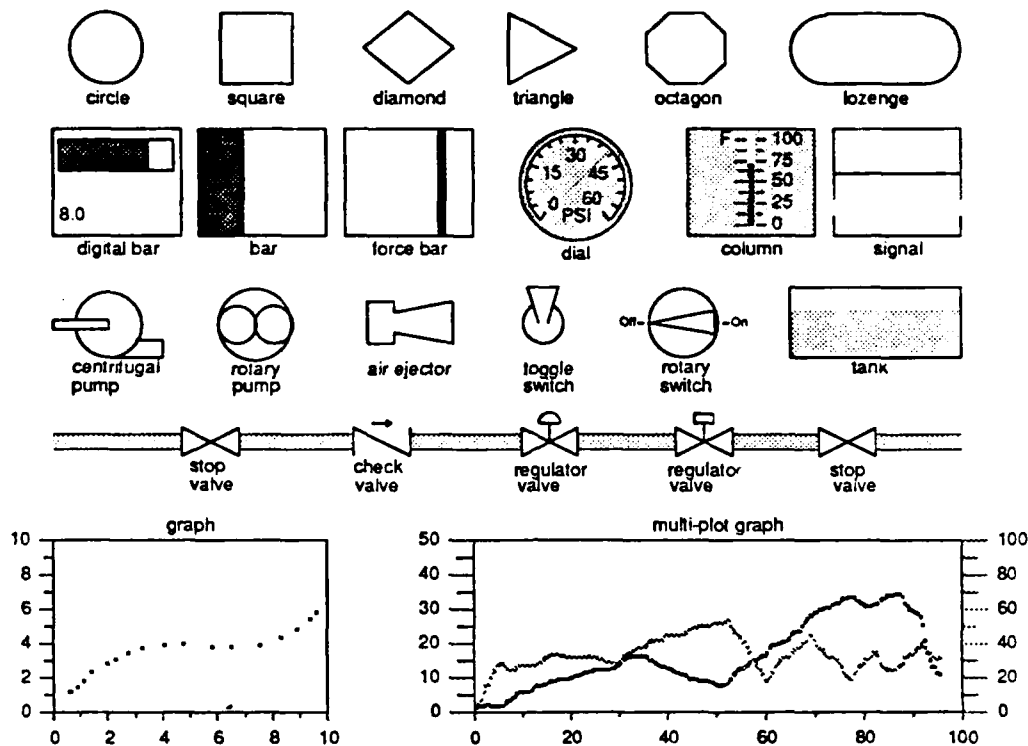 circle square diamond triangle octagon lozenge
F 100
75
50
25
0
30
15 45
0 60
PSI
8.0
digital bar bar force bar dial column signal
Off On
centrifugal pump
rotary pump
air ejector
toggle switch
rotary switch
tank
stop valve
check valve
regulator valve
regulator valve
stop valve
graph
10
8
6
4
2
0
0 2 4 6 8 10
multi-plot graph
50
40
30
20
10
0
100
80
60
40
20
0
0 20 40 60 80 100